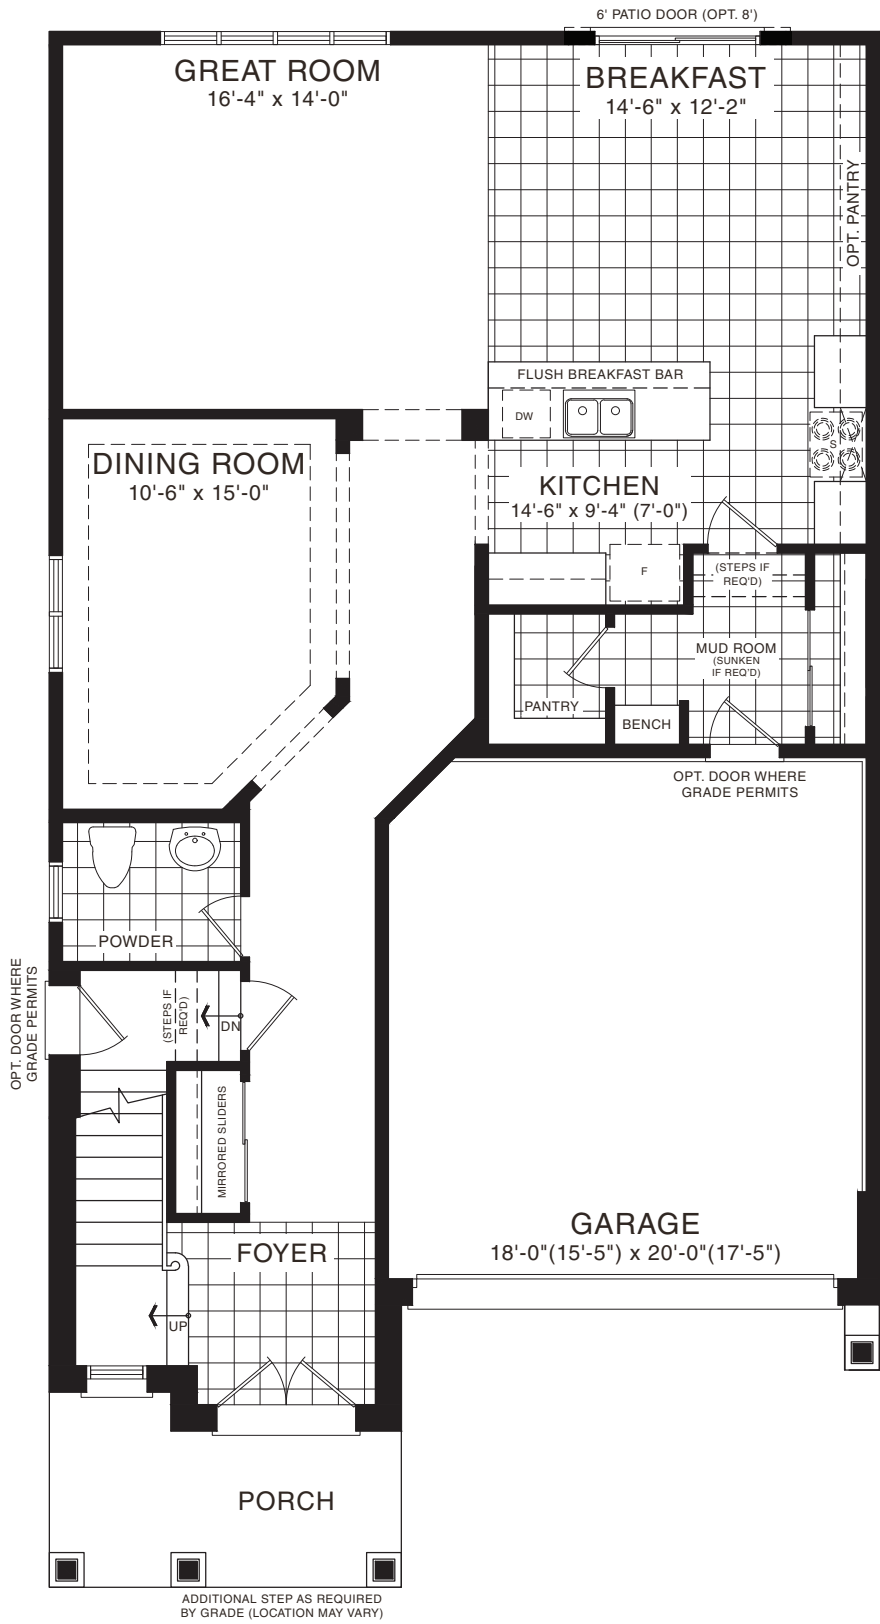 6' PATIO DOOR (OPT. 8')
GREAT ROOM
16'-4" x 14'-0"
BREAKFAST
14'-6" x 12'-2"
OPT. PANTRY
FLUSH BREAKFAST BAR
DW
S
DINING ROOM
10'-6" x 15'-0"
KITCHEN
14'-6" x 9'-4" (7'-0")
F
(STEPS IF
REQ'D)
MUD ROOM
(SUNKEN
IF REQ'D)
PANTRY
BENCH
OPT. DOOR WHERE
GRADE PERMITS
POWDER
OPT. DOOR WHERE
GRADE PERMITS
(STEPS IF
REQ'D)
DN
MIRRORED SLIDERS
FOYER
UP
GARAGE
18'-0"(15'-5") x 20'-0"(17'-5")
PORCH
ADDITIONAL STEP AS REQUIRED
BY GRADE (LOCATION MAY VARY)